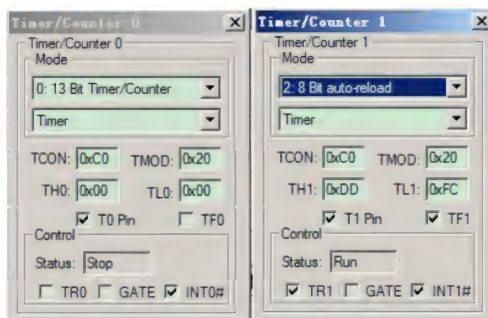 Timer/Counter 0
Timer/Counter 0
Mode
0: 13 Bit Timer/Counter
Timer
TCON: 0xC0 TMOD: 0x20
TH0: 0x00 TL0: 0x00
T0 Pin TF0
Control
Status: Stop
TR0 GATE INT0#
Timer/Counter 1
Timer/Counter 1
Mode
2: 8 Bit auto-reload
Timer
TCON: 0xC0 TMOD: 0x20
TH1: 0xDD TL1: 0xFC
T1 Pin TF1
Control
Status: Run
TR1 GATE INT1#